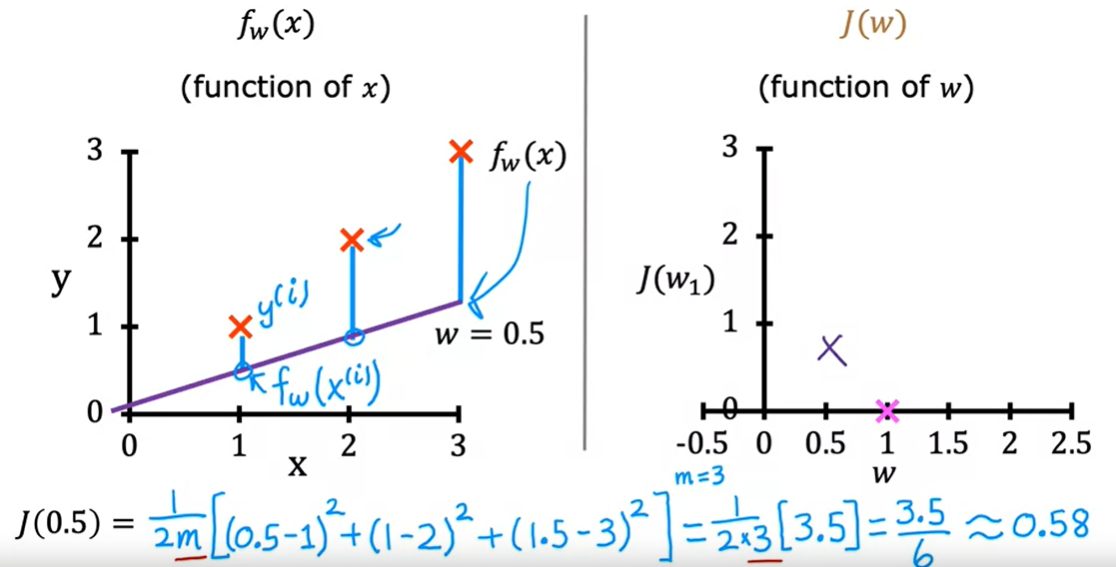 f_w(x)
(function of x)
3
2
1
0
y
0 1 2 3
x
f_w(x)
y^(i)
w = 0.5
f_w(x^(i))
J(w)
(function of w)
3
2
1
0
J(w₁)
-0.5 0 0.5 1 1.5 2 2.5
w
m=3
J(0.5) = 1/2m [(0.5-1)² + (1-2)² + (1.5-3)²] = 1/2×3 [3.5] = 3.5/6 ≈ 0.58